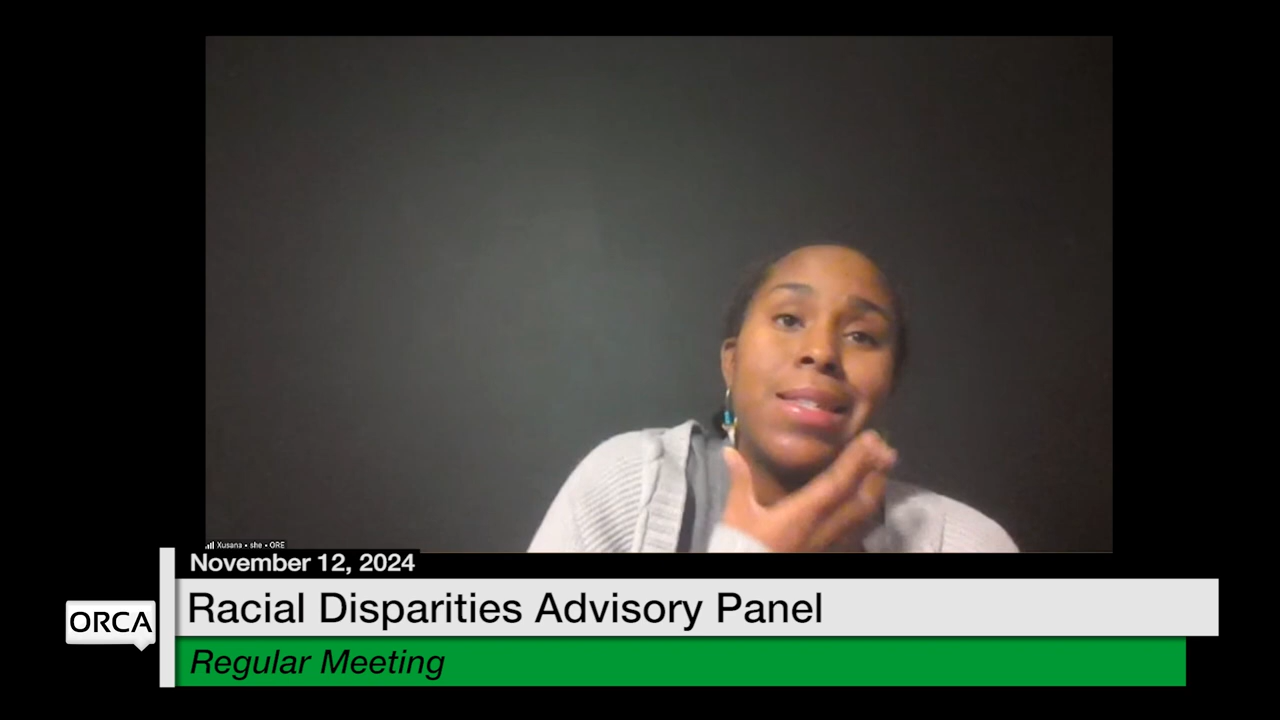 Xusana • she • ORE
November 12, 2024
ORCA
Racial Disparities Advisory Panel
Regular Meeting